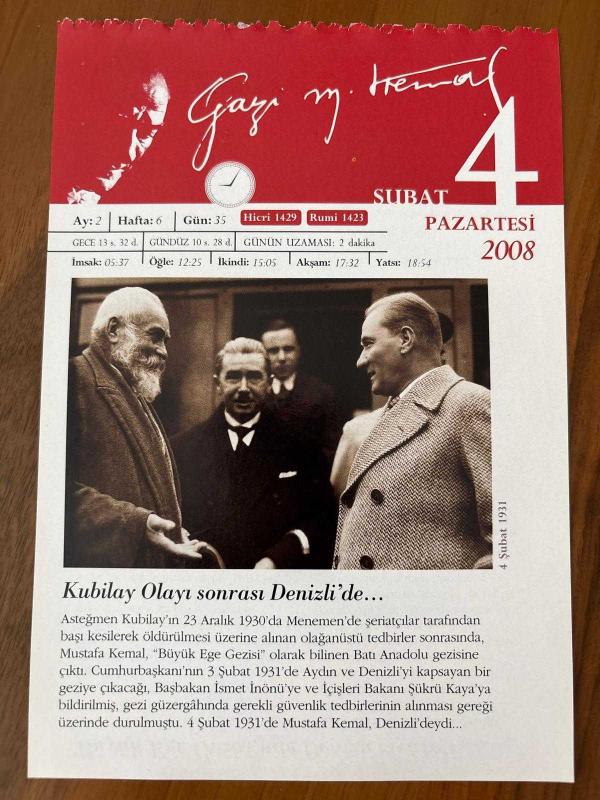 Gazi M. Kemal
SUBAT 4
PAZARTESİ
2008
Ay: 2 Hafta: 6 Gün: 35 Hicri 1429 Rumi 1423
GECE 13 s. 32 d. GÜNDÜZ 10 s. 28 d. GÜNÜN UZAMASI: 2 dakika
İmsak: 05:37 Öğle: 12:25 İkindi: 15:05 Akşam: 17:32 Yatsı: 18:54
4 Şubat 1931
Kubilay Olayı sonrası Denizli’de…
Asteğmen Kubilay’ın 23 Aralık 1930’da Menemen’de şeriatçılar tarafından
başı kesilerek öldürülmesi üzerine alınan olağanüstü tedbirler sonrasında,
Mustafa Kemal, “Büyük Ege Gezisi” olarak bilinen Batı Anadolu gezisine
çıktı. Cumhurbaşkanı’nın 3 Şubat 1931’de Aydın ve Denizli’yi kapsayan bir
geziye çıkacağı, Başbakan İsmet İnönü’ye ve İçişleri Bakanı Şükrü Kaya’ya
bildirilmiş, gezi güzergâhında gerekli güvenlik tedbirlerinin alınması gereği
üzerinde durulmuştu. 4 Şubat 1931’de Mustafa Kemal, Denizli’deydi...